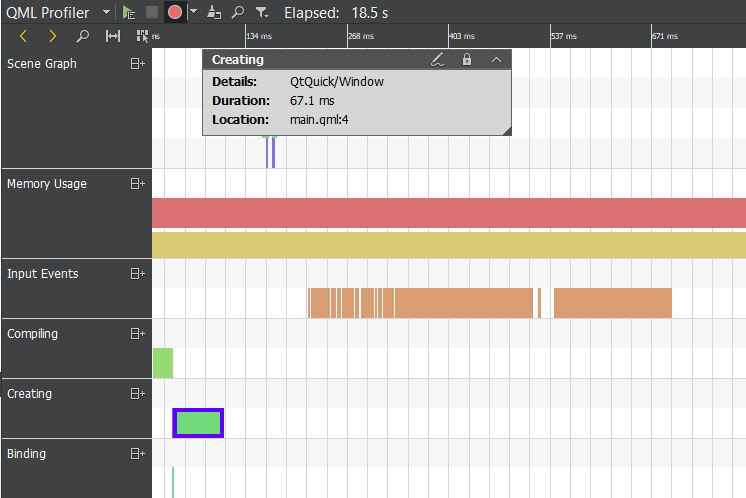 QML Profiler Elapsed: 18.5 s
ns 134 ms 268 ms 403 ms 537 ms 671 ms
Scene Graph
Creating
Details: QtQuick/Window
Duration: 67.1 ms
Location: main.qml:4
Memory Usage
Input Events
Compiling
Creating
Binding